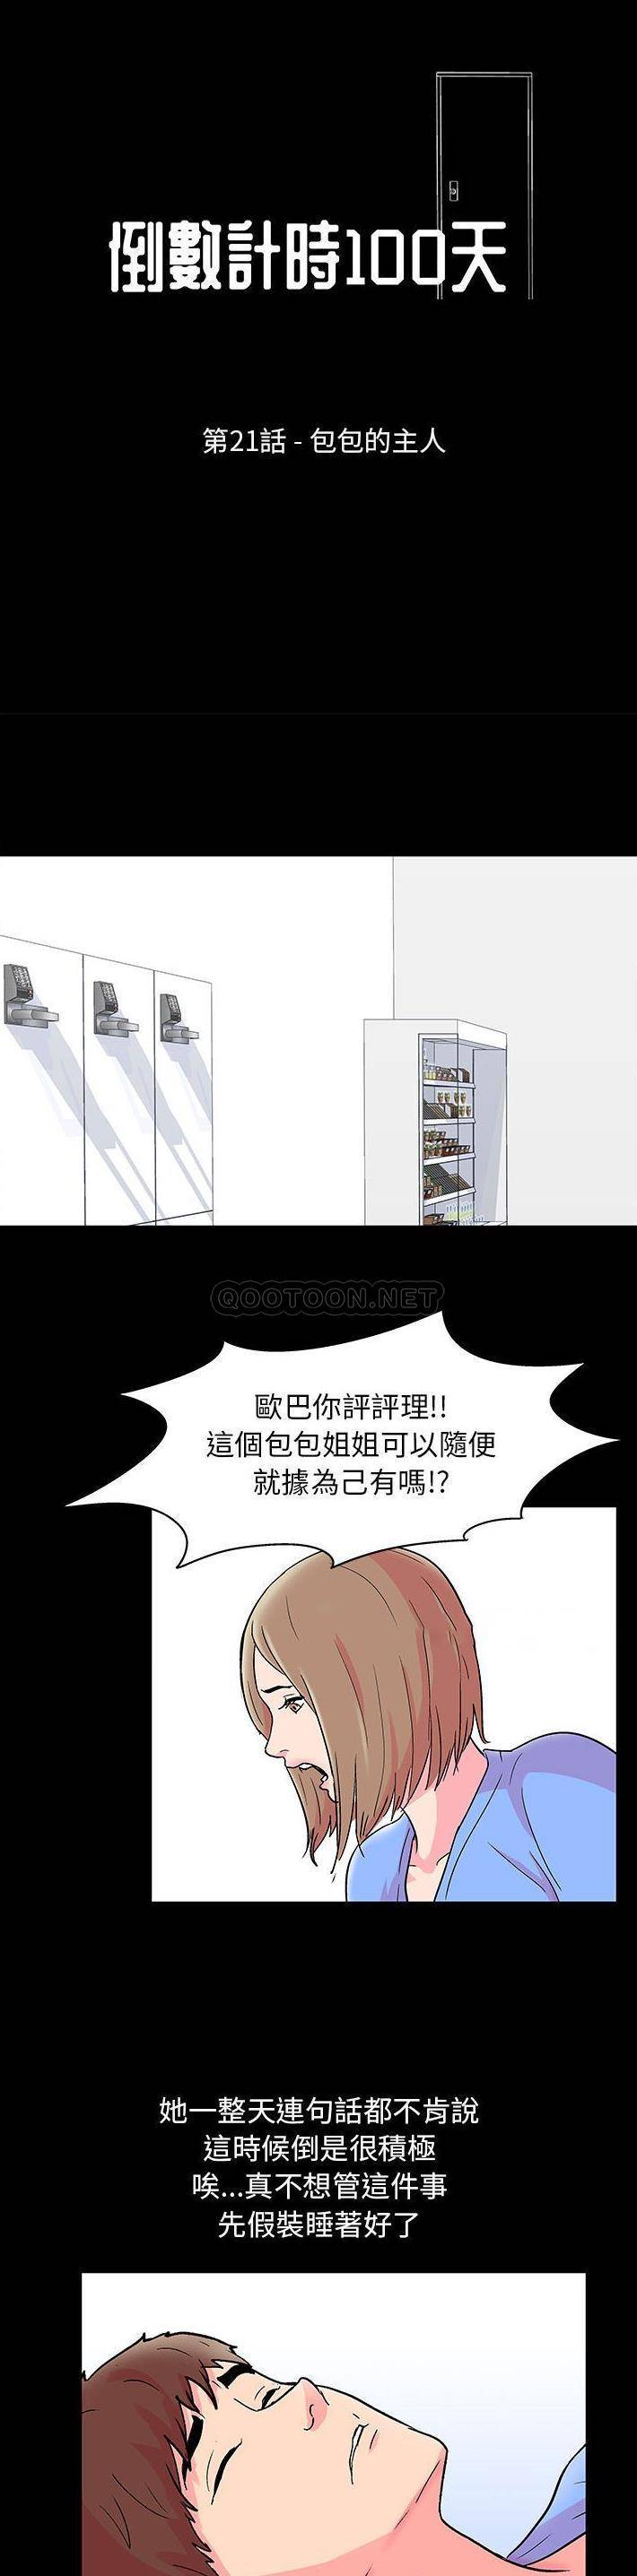 倒數計時100天
第21話 - 包包的主人
QOOTOON.NET
歐巴你評評理!!
這個包包姐姐可以隨便
就據為己有嗎!?
她一整天連句話都不肯說
這時候倒是很積極
唉...真不想管這件事
先假裝睡著好了